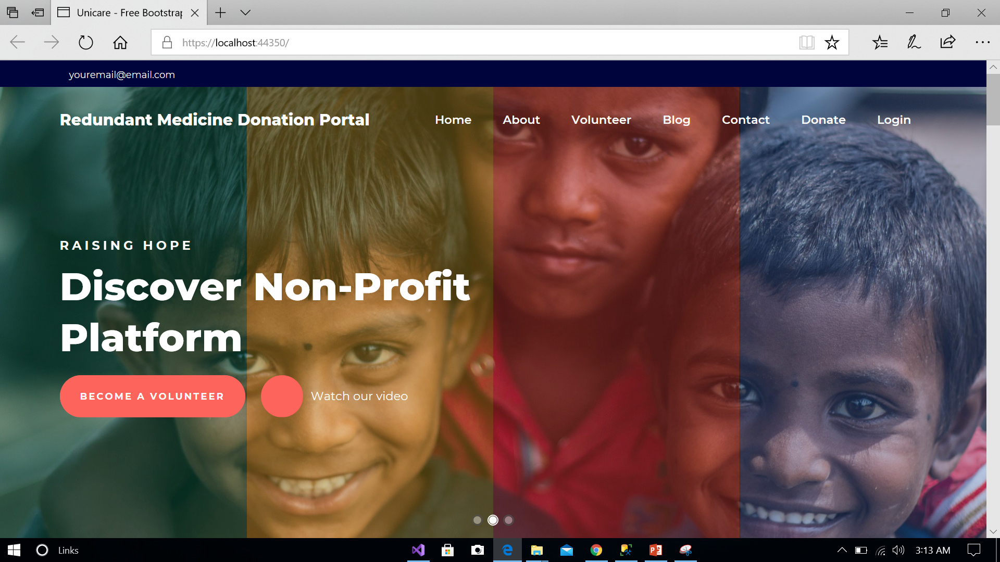 Unicare - Free Bootstrap
https://localhost:44350/
youremail@email.com
Redundant Medicine Donation Portal
Home About Volunteer Blog Contact Donate Login
RAISING HOPE
Discover Non-Profit
Platform
BECOME A VOLUNTEER
Watch our video
Links
3:13 AM